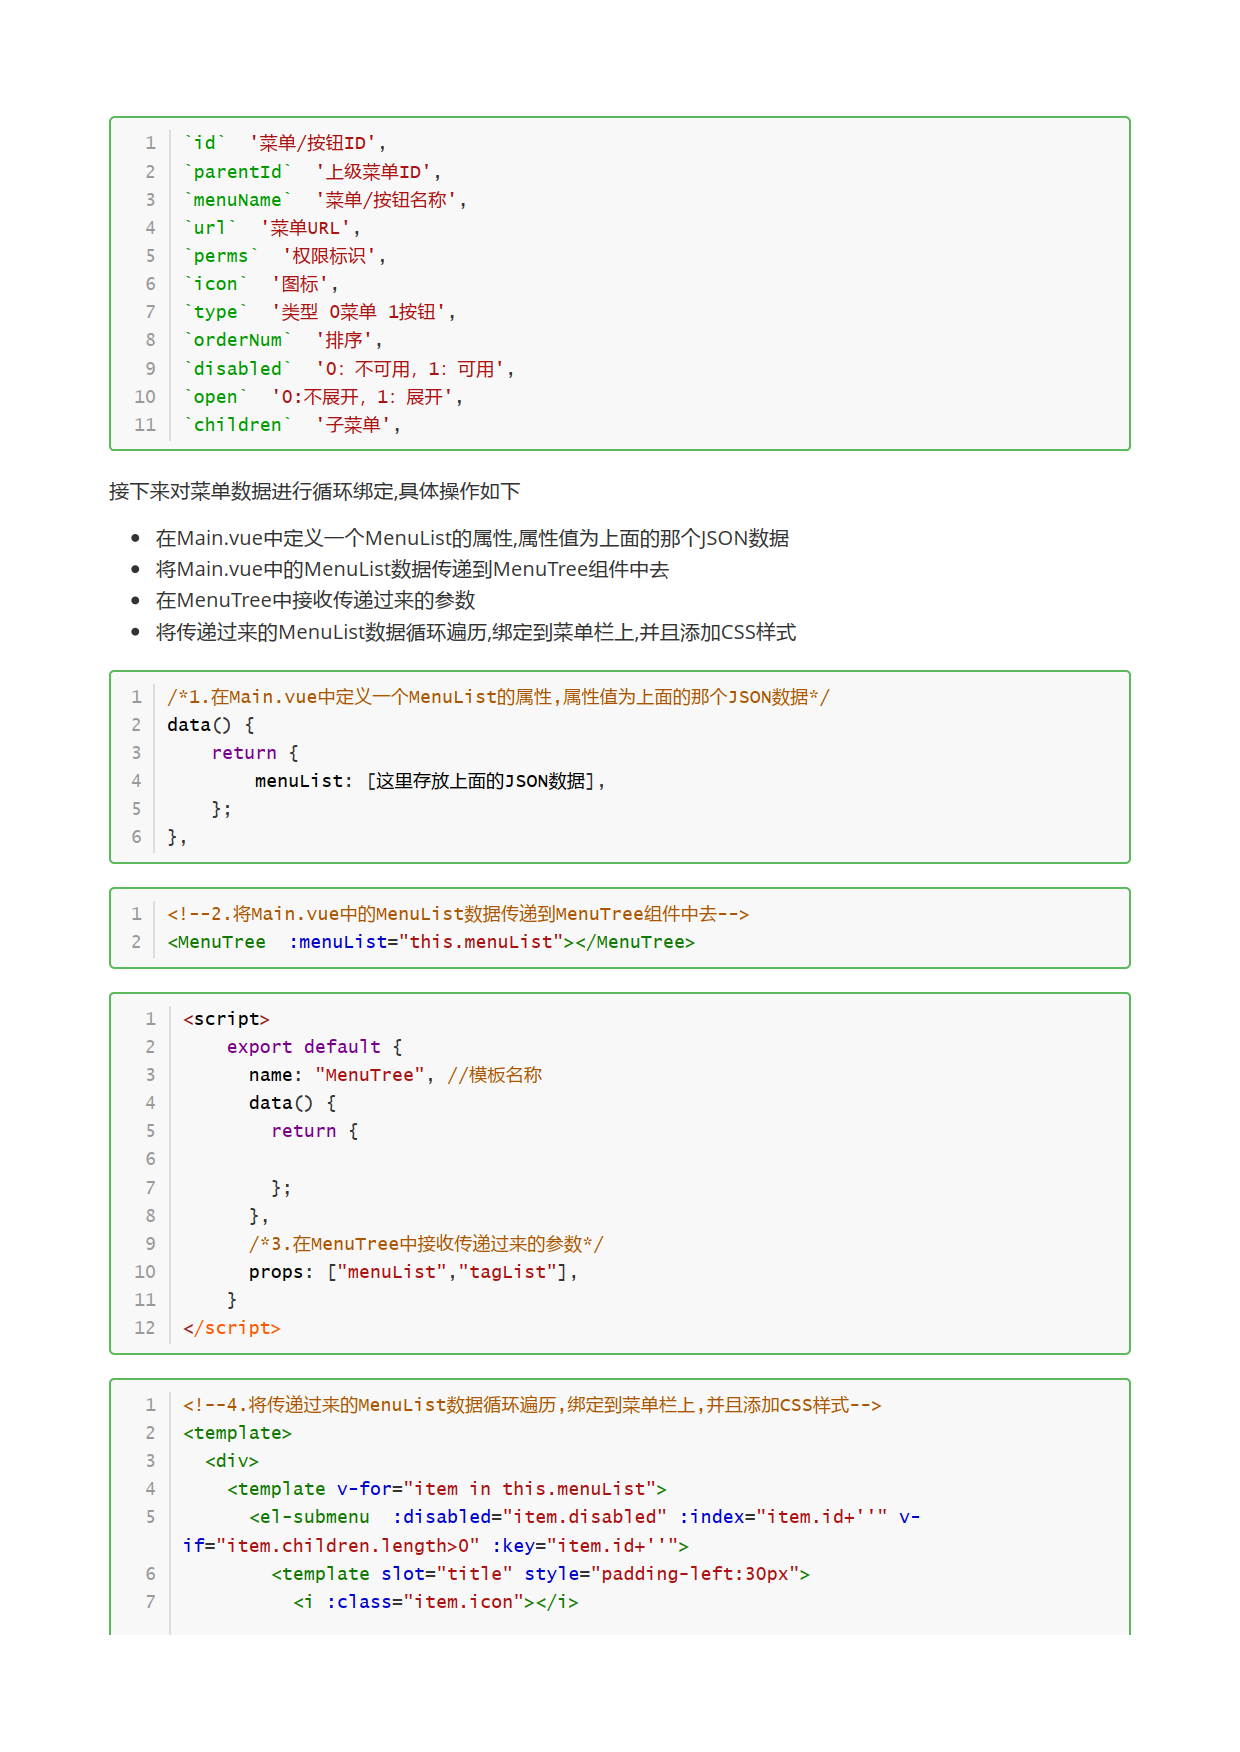 1 `id`  '菜单/按钮ID',
2 `parentId`  '上级菜单ID',
3 `menuName`  '菜单/按钮名称',
4 `url`  '菜单URL',
5 `perms`  '权限标识',
6 `icon`  '图标',
7 `type`  '类型 0菜单 1按钮',
8 `orderNum`  '排序',
9 `disabled`  '0：不可用，1：可用',
10 `open`  '0:不展开，1：展开',
11 `children`  '子菜单',
接下来对菜单数据进行循环绑定,具体操作如下
• 在Main.vue中定义一个MenuList的属性,属性值为上面的那个JSON数据
• 将Main.vue中的MenuList数据传递到MenuTree组件中去
• 在MenuTree中接收传递过来的参数
• 将传递过来的MenuList数据循环遍历,绑定到菜单栏上,并且添加CSS样式
1 /*1.在Main.vue中定义一个MenuList的属性,属性值为上面的那个JSON数据*/
2 data() {
3     return {
4         menuList: [这里存放上面的JSON数据],
5     };
6 },
1 <!--2.将Main.vue中的MenuList数据传递到MenuTree组件中去-->
2 <MenuTree  :menuList="this.menuList"></MenuTree>
1 <script>
2     export default {
3       name: "MenuTree", //模板名称
4       data() {
5         return {
6
7         };
8       },
9       /*3.在MenuTree中接收传递过来的参数*/
10       props: ["menuList","tagList"],
11     }
12 </script>
1 <!--4.将传递过来的MenuList数据循环遍历,绑定到菜单栏上,并且添加CSS样式-->
2 <template>
3   <div>
4     <template v-for="item in this.menuList">
5       <el-submenu  :disabled="item.disabled" :index="item.id+''" v-
if="item.children.length>0" :key="item.id+''">
6         <template slot="title" style="padding-left:30px">
7           <i :class="item.icon"></i>